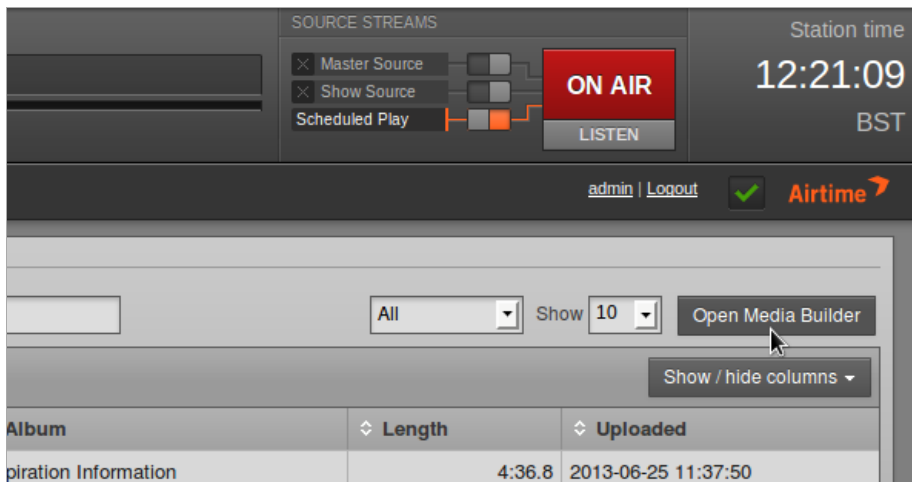 SOURCE STREAMS
Station time
Master Source
Show Source
Scheduled Play
ON AIR
LISTEN
12:21:09
BST
admin | Logout
Airtime
All
Show 10
Open Media Builder
Show / hide columns
Album Length Uploaded
piration Information 4:36.8 2013-06-25 11:37:50